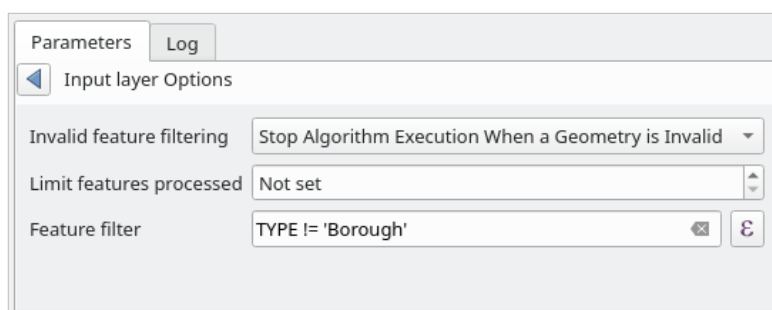 Parameters
Log
Input layer Options
Invalid feature filtering
Stop Algorithm Execution When a Geometry is Invalid
Limit features processed
Not set
Feature filter
TYPE != 'Borough'
ε